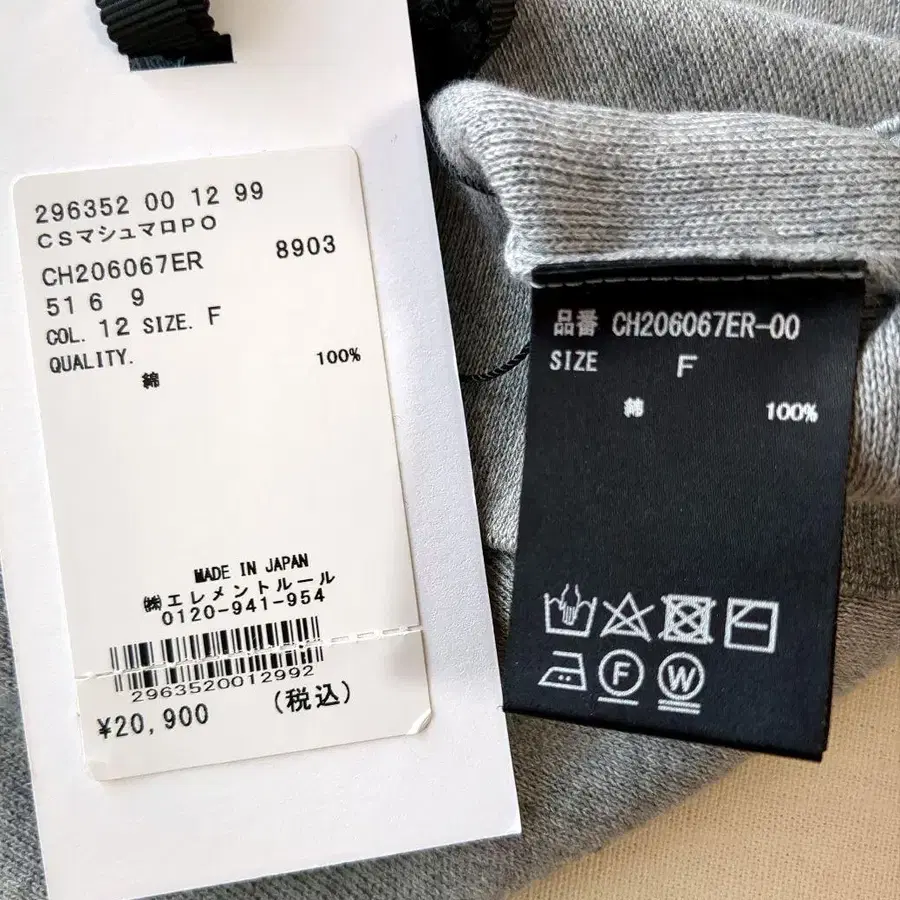 296352 00 12 99
CSマシュマロPO
CH206067ER 8903
51 6 9
COL. 12 SIZE. F
QUALITY.
綿 100%
MADE IN JAPAN
㈱エレメントルール
0120-941-954
2963520012992
¥20,900 (税込)
品番 CH206067ER-00
SIZE F
綿 100%
F W